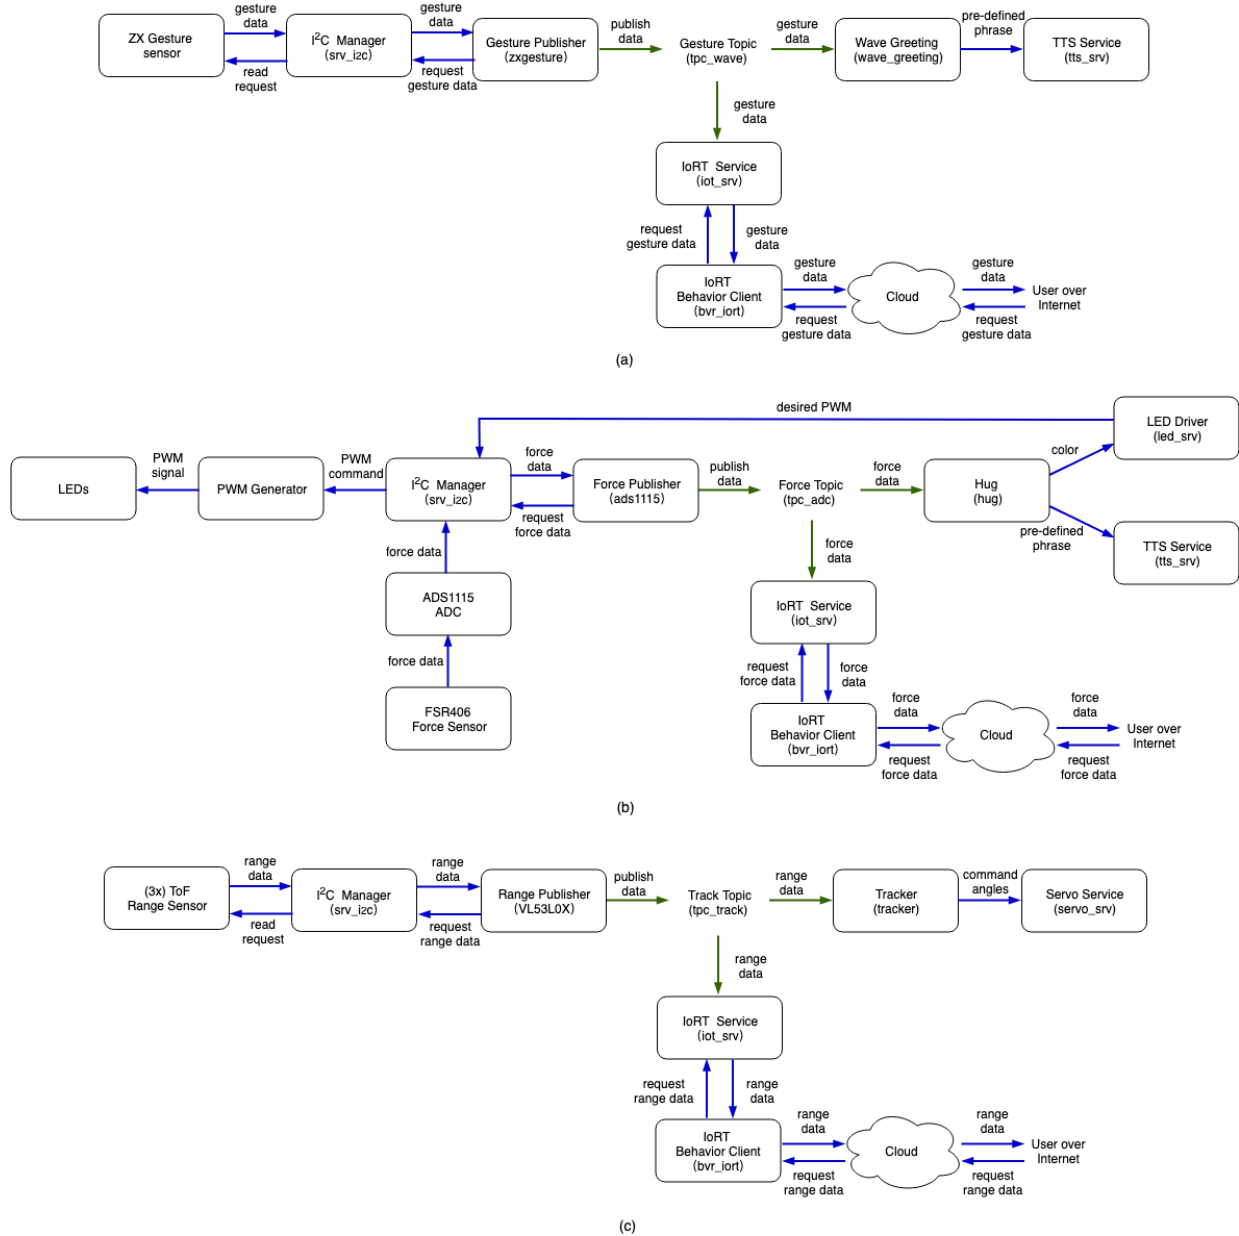 gesture
data
gesture
data
publish
data
gesture
data
pre-defined
phrase
ZX Gesture
sensor
I²C Manager
(srv_i2c)
Gesture Publisher
(zxgesture)
Gesture Topic
(tpc_wave)
Wave Greeting
(wave_greeting)
TTS Service
(tts_srv)
read
request
request
gesture data
gesture
data
IoRT Service
(iot_srv)
request
gesture data
gesture
data
IoRT
Behavior Client
(bvr_iort)
gesture
data
request
gesture data
Cloud
gesture
data
request
gesture data
User over
Internet
(a)
desired PWM
LED Driver
(led_srv)
color
LEDs
PWM
signal
PWM Generator
PWM
command
I²C Manager
(srv_i2c)
force
data
request
force data
Force Publisher
(ads1115)
publish
data
Force Topic
(tpc_adc)
force
data
Hug
(hug)
pre-defined
phrase
TTS Service
(tts_srv)
force data
ADS1115
ADC
force data
FSR406
Force Sensor
force
data
IoRT Service
(iot_srv)
request
force data
force
data
IoRT
Behavior Client
(bvr_iort)
force
data
request
force data
Cloud
force
data
request
force data
User over
Internet
(b)
range
data
range
data
publish
data
range
data
command
angles
(3x) ToF
Range Sensor
I²C Manager
(srv_i2c)
Range Publisher
(VL53L0X)
Track Topic
(tpc_track)
Tracker
(tracker)
Servo Service
(servo_srv)
read
request
request
range data
range
data
IoRT Service
(iot_srv)
request
range data
range
data
IoRT
Behavior Client
(bvr_iort)
range
data
request
range data
Cloud
range
data
request
range data
User over
Internet
(c)